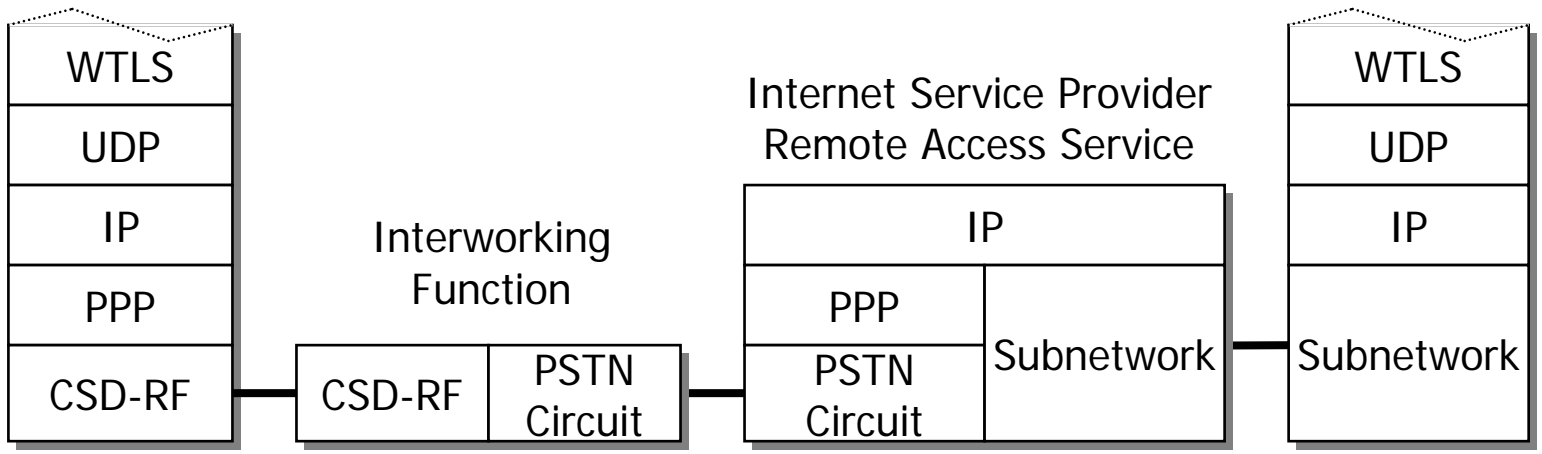 WTLS
UDP
IP
PPP
CSD-RF
Interworking
Function
CSD-RF
PSTN
Circuit
Internet Service Provider
Remote Access Service
IP
PPP
PSTN
Circuit
Subnetwork
WTLS
UDP
IP
Subnetwork